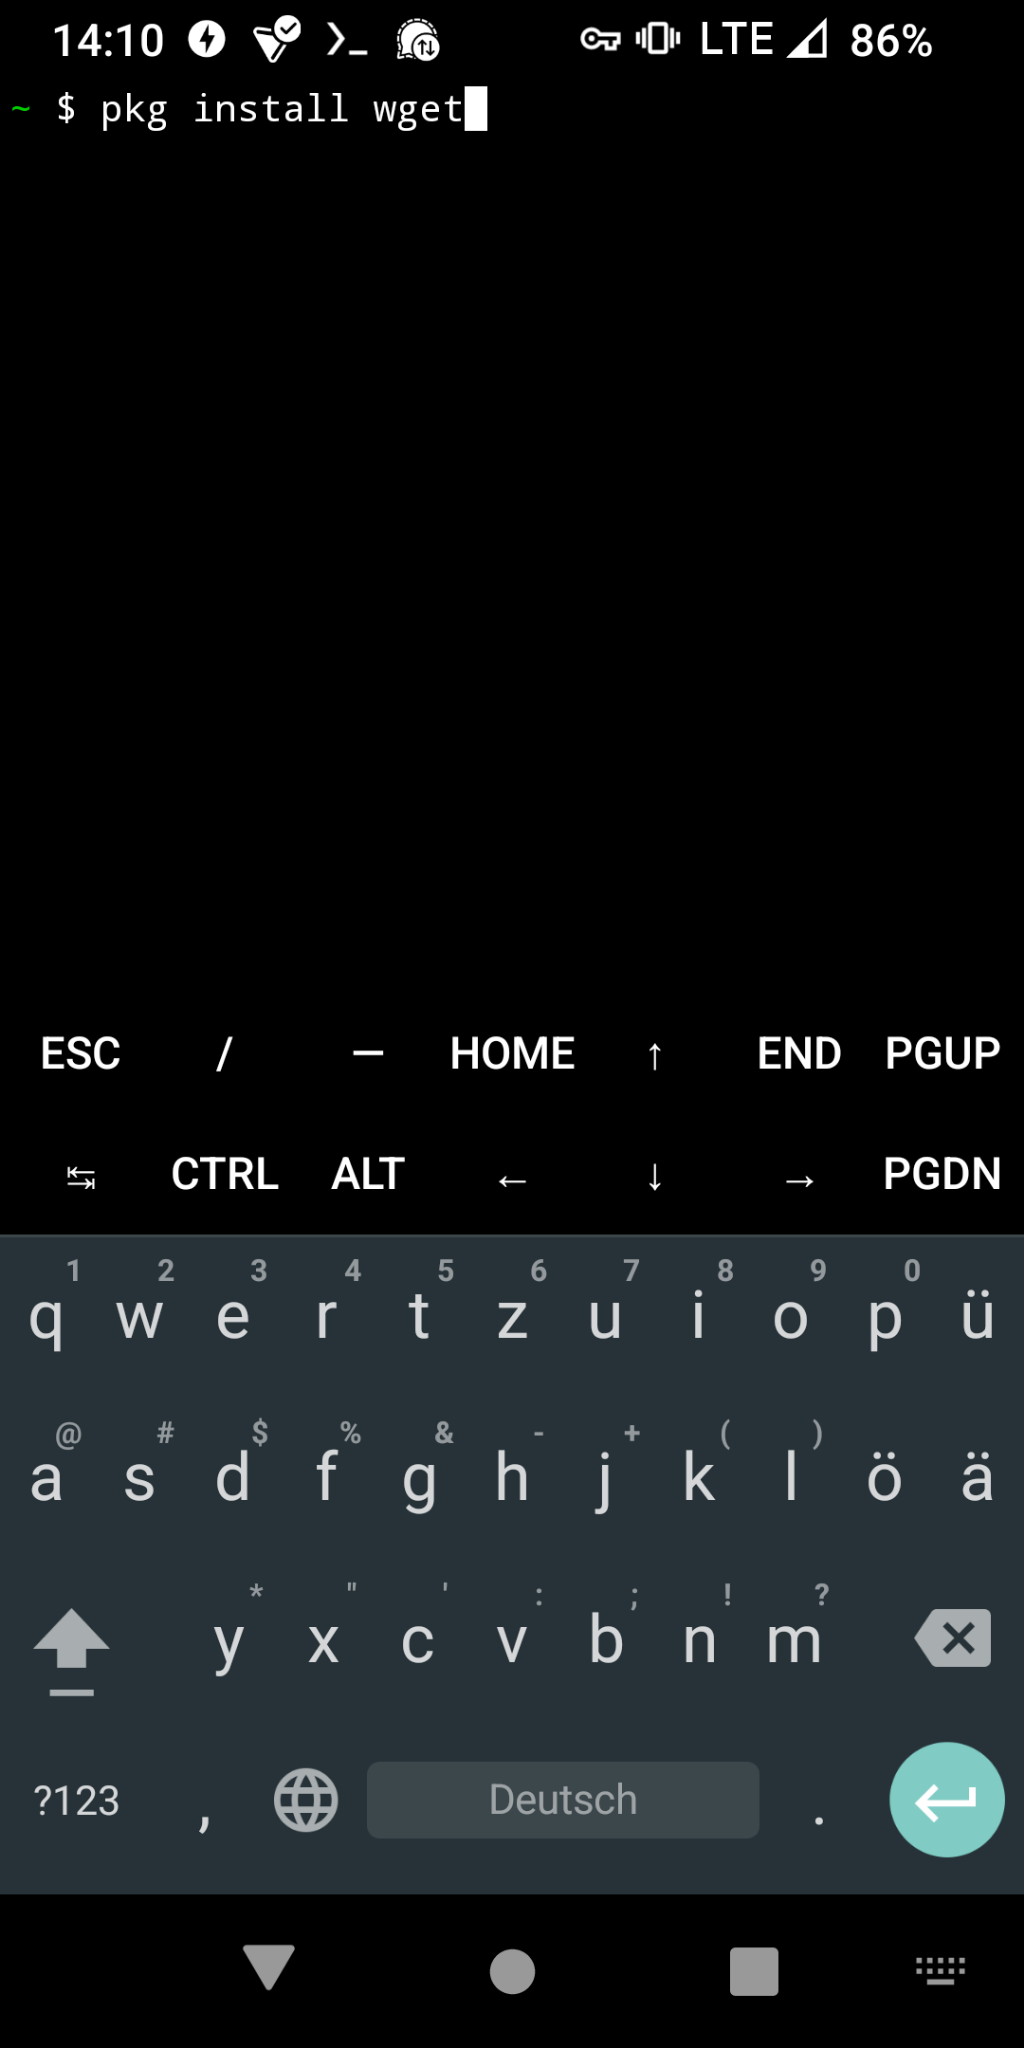 14:10 LTE 86%
~ $ pkg install wget
ESC / — HOME ↑ END PGUP
↹ CTRL ALT ← ↓ → PGDN
1 2 3 4 5 6 7 8 9 0
q w e r t z u i o p ü
@ # $ % & - + ( )
a s d f g h j k l ö ä
* " ' : ; ! ?
y x c v b n m
?123 , Deutsch .